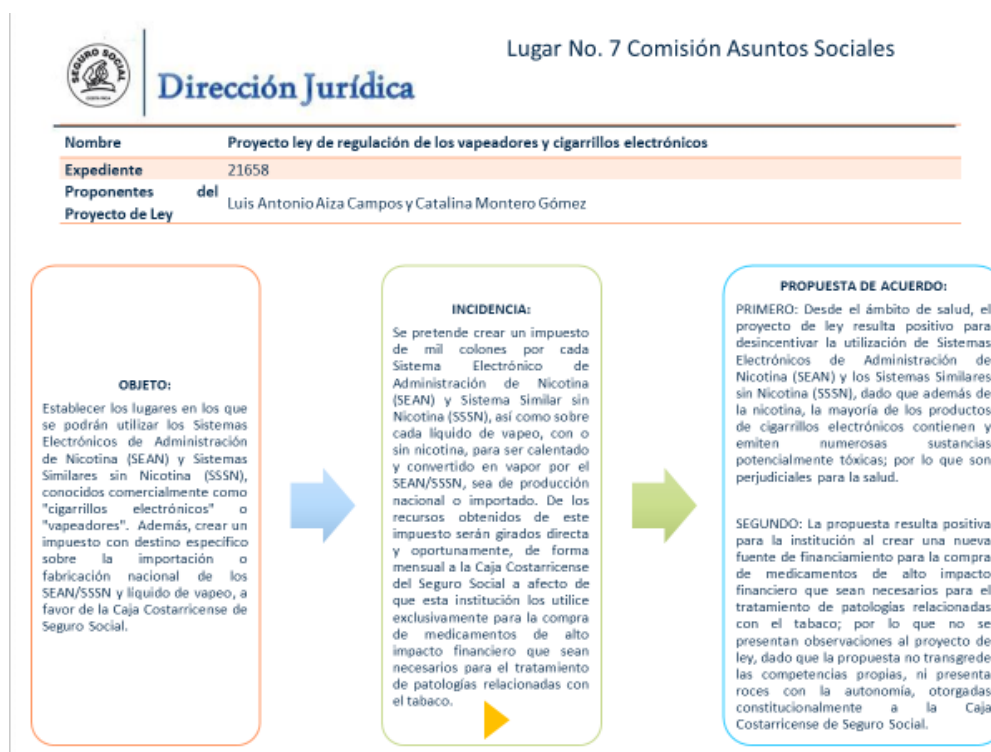 Lugar No. 7 Comisión Asuntos Sociales
SEGURO SOCIAL
COSTA RICA
Dirección Jurídica
Nombre Proyecto ley de regulación de los vapeadores y cigarrillos electrónicos
Expediente 21658
Proponentes del
Proyecto de Ley
Luis Antonio Aiza Campos y Catalina Montero Gómez
OBJETO:
Establecer los lugares en los que
se podrán utilizar los Sistemas
Electrónicos de Administración
de Nicotina (SEAN) y Sistemas
Similares sin Nicotina (SSSN),
conocidos comercialmente como
"cigarrillos electrónicos" o
"vapeadores". Además, crear un
impuesto con destino específico
sobre la importación o
fabricación nacional de los
SEAN/SSSN y líquido de vapeo, a
favor de la Caja Costarricense de
Seguro Social.
INCIDENCIA:
Se pretende crear un impuesto
de mil colones por cada
Sistema Electrónico de
Administración de Nicotina
(SEAN) y Sistema Similar sin
Nicotina (SSSN), así como sobre
cada líquido de vapeo, con o
sin nicotina, para ser calentado
y convertido en vapor por el
SEAN/SSSN, sea de producción
nacional o importado. De los
recursos obtenidos de este
impuesto serán girados directa
y oportunamente, de forma
mensual a la Caja Costarricense
del Seguro Social a afecto de
que esta institución los utilice
exclusivamente para la compra
de medicamentos de alto
impacto financiero que sean
necesarios para el tratamiento
de patologías relacionadas con
el tabaco.
PROPUESTA DE ACUERDO:
PRIMERO: Desde el ámbito de salud, el
proyecto de ley resulta positivo para
desincentivar la utilización de Sistemas
Electrónicos de Administración de
Nicotina (SEAN) y los Sistemas Similares
sin Nicotina (SSSN), dado que además de
la nicotina, la mayoría de los productos
de cigarrillos electrónicos contienen y
emiten numerosas sustancias
potencialmente tóxicas; por lo que son
perjudiciales para la salud.
SEGUNDO: La propuesta resulta positiva
para la institución al crear una nueva
fuente de financiamiento para la compra
de medicamentos de alto impacto
financiero que sean necesarios para el
tratamiento de patologías relacionadas
con el tabaco; por lo que no se
presentan observaciones al proyecto de
ley, dado que la propuesta no transgrede
las competencias propias, ni presenta
roces con la autonomía, otorgadas
constitucionalmente a la Caja
Costarricense de Seguro Social.